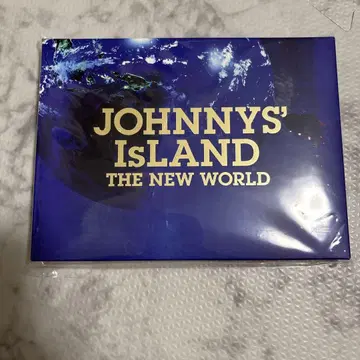 JOHNNYS'
IsLAND
THE NEW WORLD